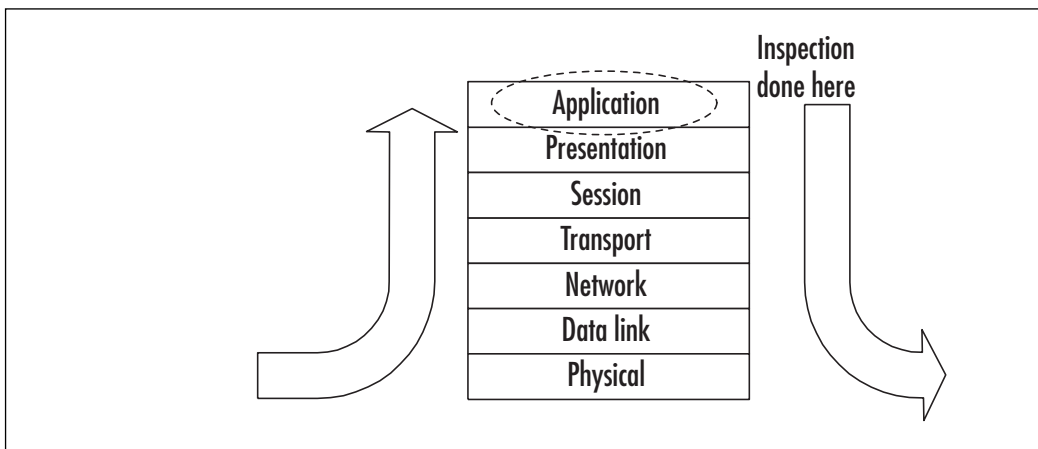 Inspection
done here
Application
Presentation
Session
Transport
Network
Data link
Physical